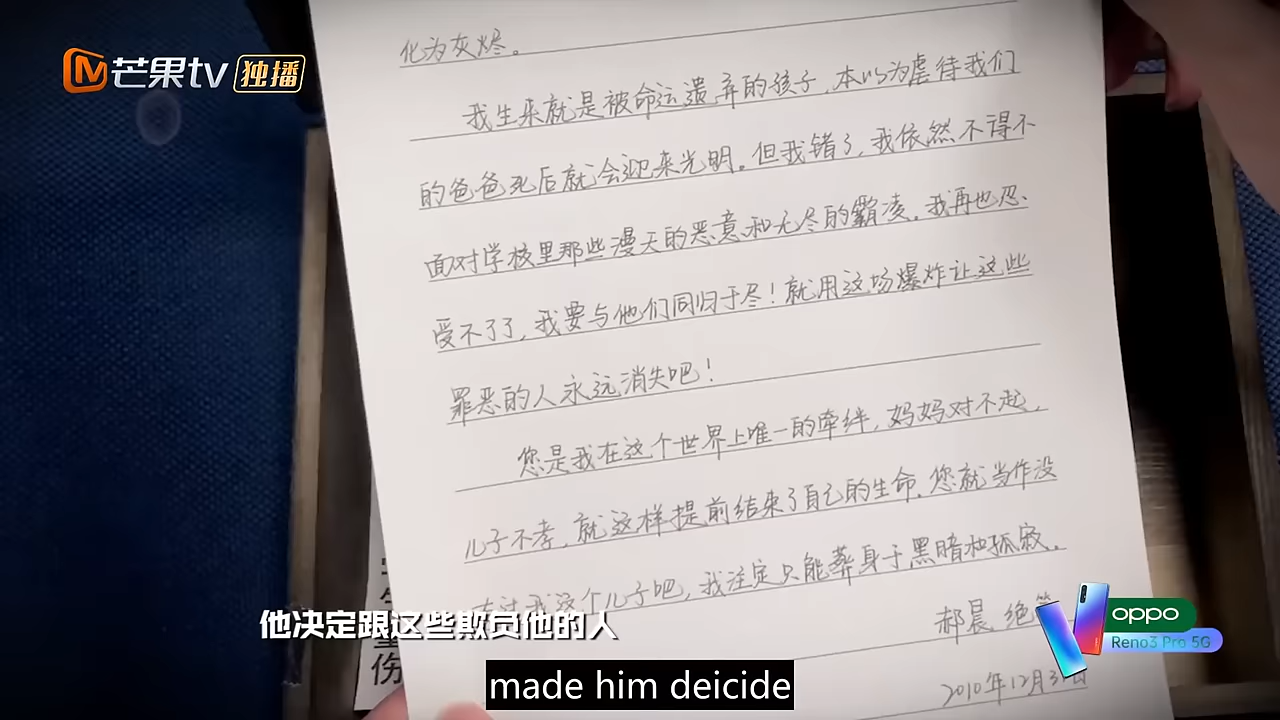 芒果tv 独播
化为灰烬。
我生来就是被命运遗弃的孩子,本以为虐待我们
的爸爸死后就会迎来光明。但我错了,我依然不得不
面对学校里那些漫天的恶意和无尽的霸凌。我再也忍
受不了了,我要与他们同归于尽!就用这场爆炸让这些
罪恶的人永远消失吧!
您是我在这个世界上唯一的牵绊,妈妈对不起,
儿子不孝,就这样提前结束了自己的生命。您就当作没
过我这个儿子吧,我注定只能葬身于黑暗和孤寂。
郝晨 绝
2010年12月31日
伤
他决定跟这些欺负他的人
made him deicide
oppo
Reno3 Pro 5G